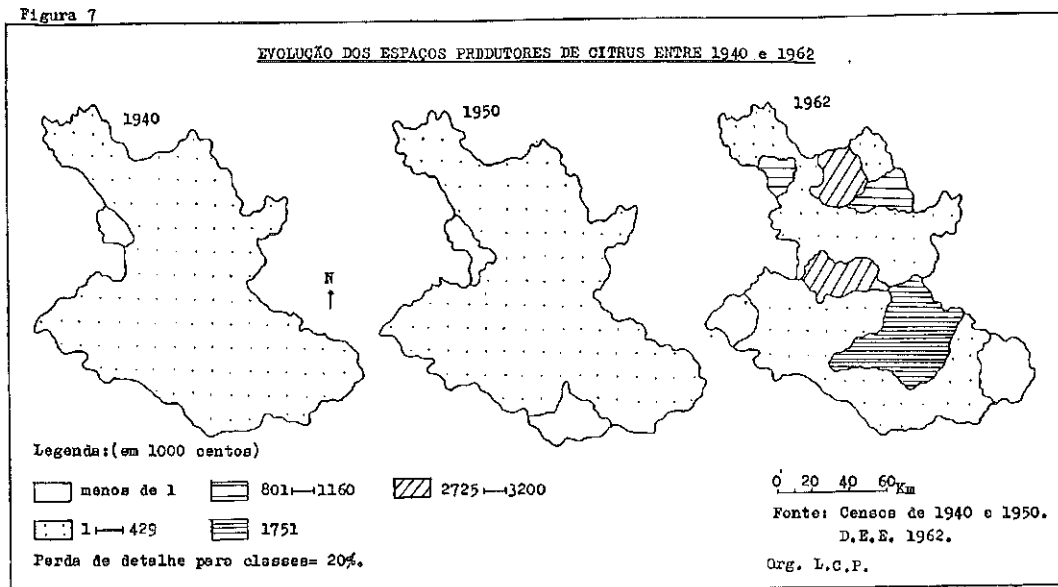 Figura 7
EVOLUÇÃO DOS ESPAÇOS PRDDUTORES DE CITRUS ENTRE 1940 e 1962
1940
1950
1962
N
Legenda:(em 1000 centos)
menos de 1
801⊢⊣1160
2725⊢⊣3200
1⊢⊣429
1751
Perda de detalhe para classes= 20%.
0 20 40 60Km
Fonte: Censos de 1940 e 1950.
D.E.E. 1962.
Org. L.C.P.